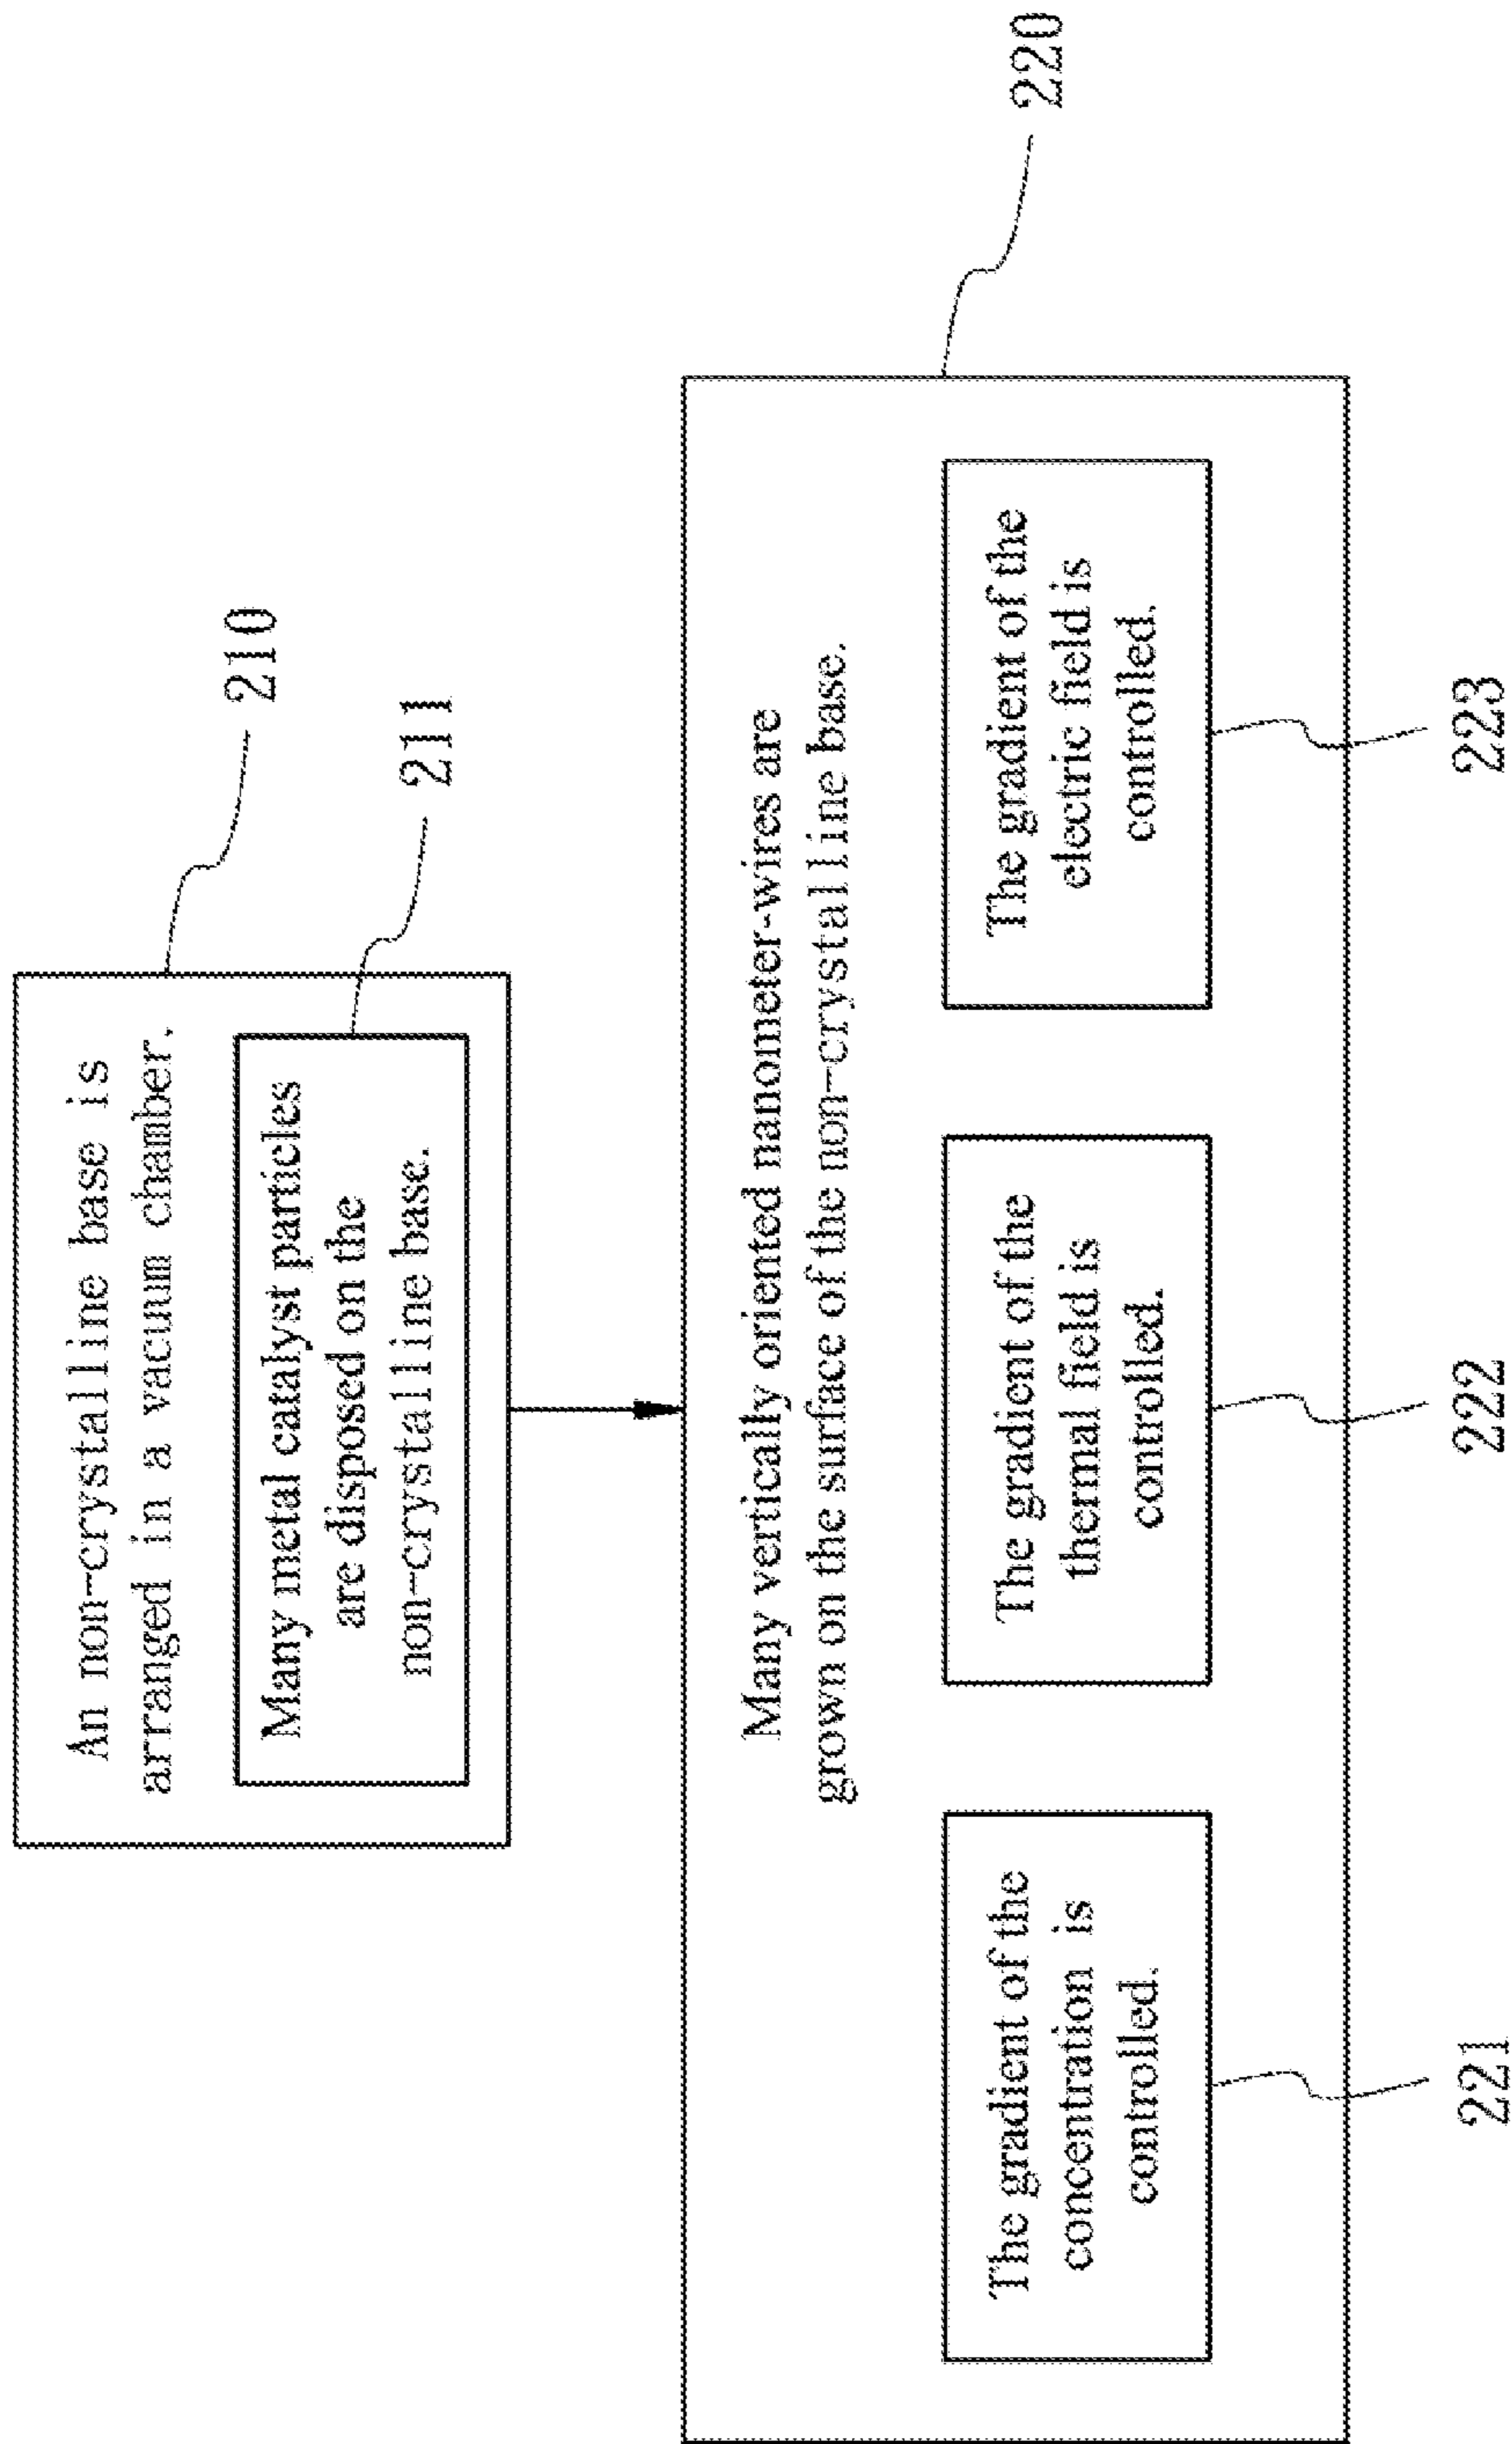 An non-crystalline base is
arranged in a vacuum chamber.
210
Many metal catalyst particles
are disposed on the
non-crystalline base.
211
Many vertically oriented nanometer-wires are
grown on the surface of the non-crystalline base.
220
The gradient of the
concentration is
controlled.
221
The gradient of the
thermal field is
controlled.
222
The gradient of the
electric field is
controlled.
223